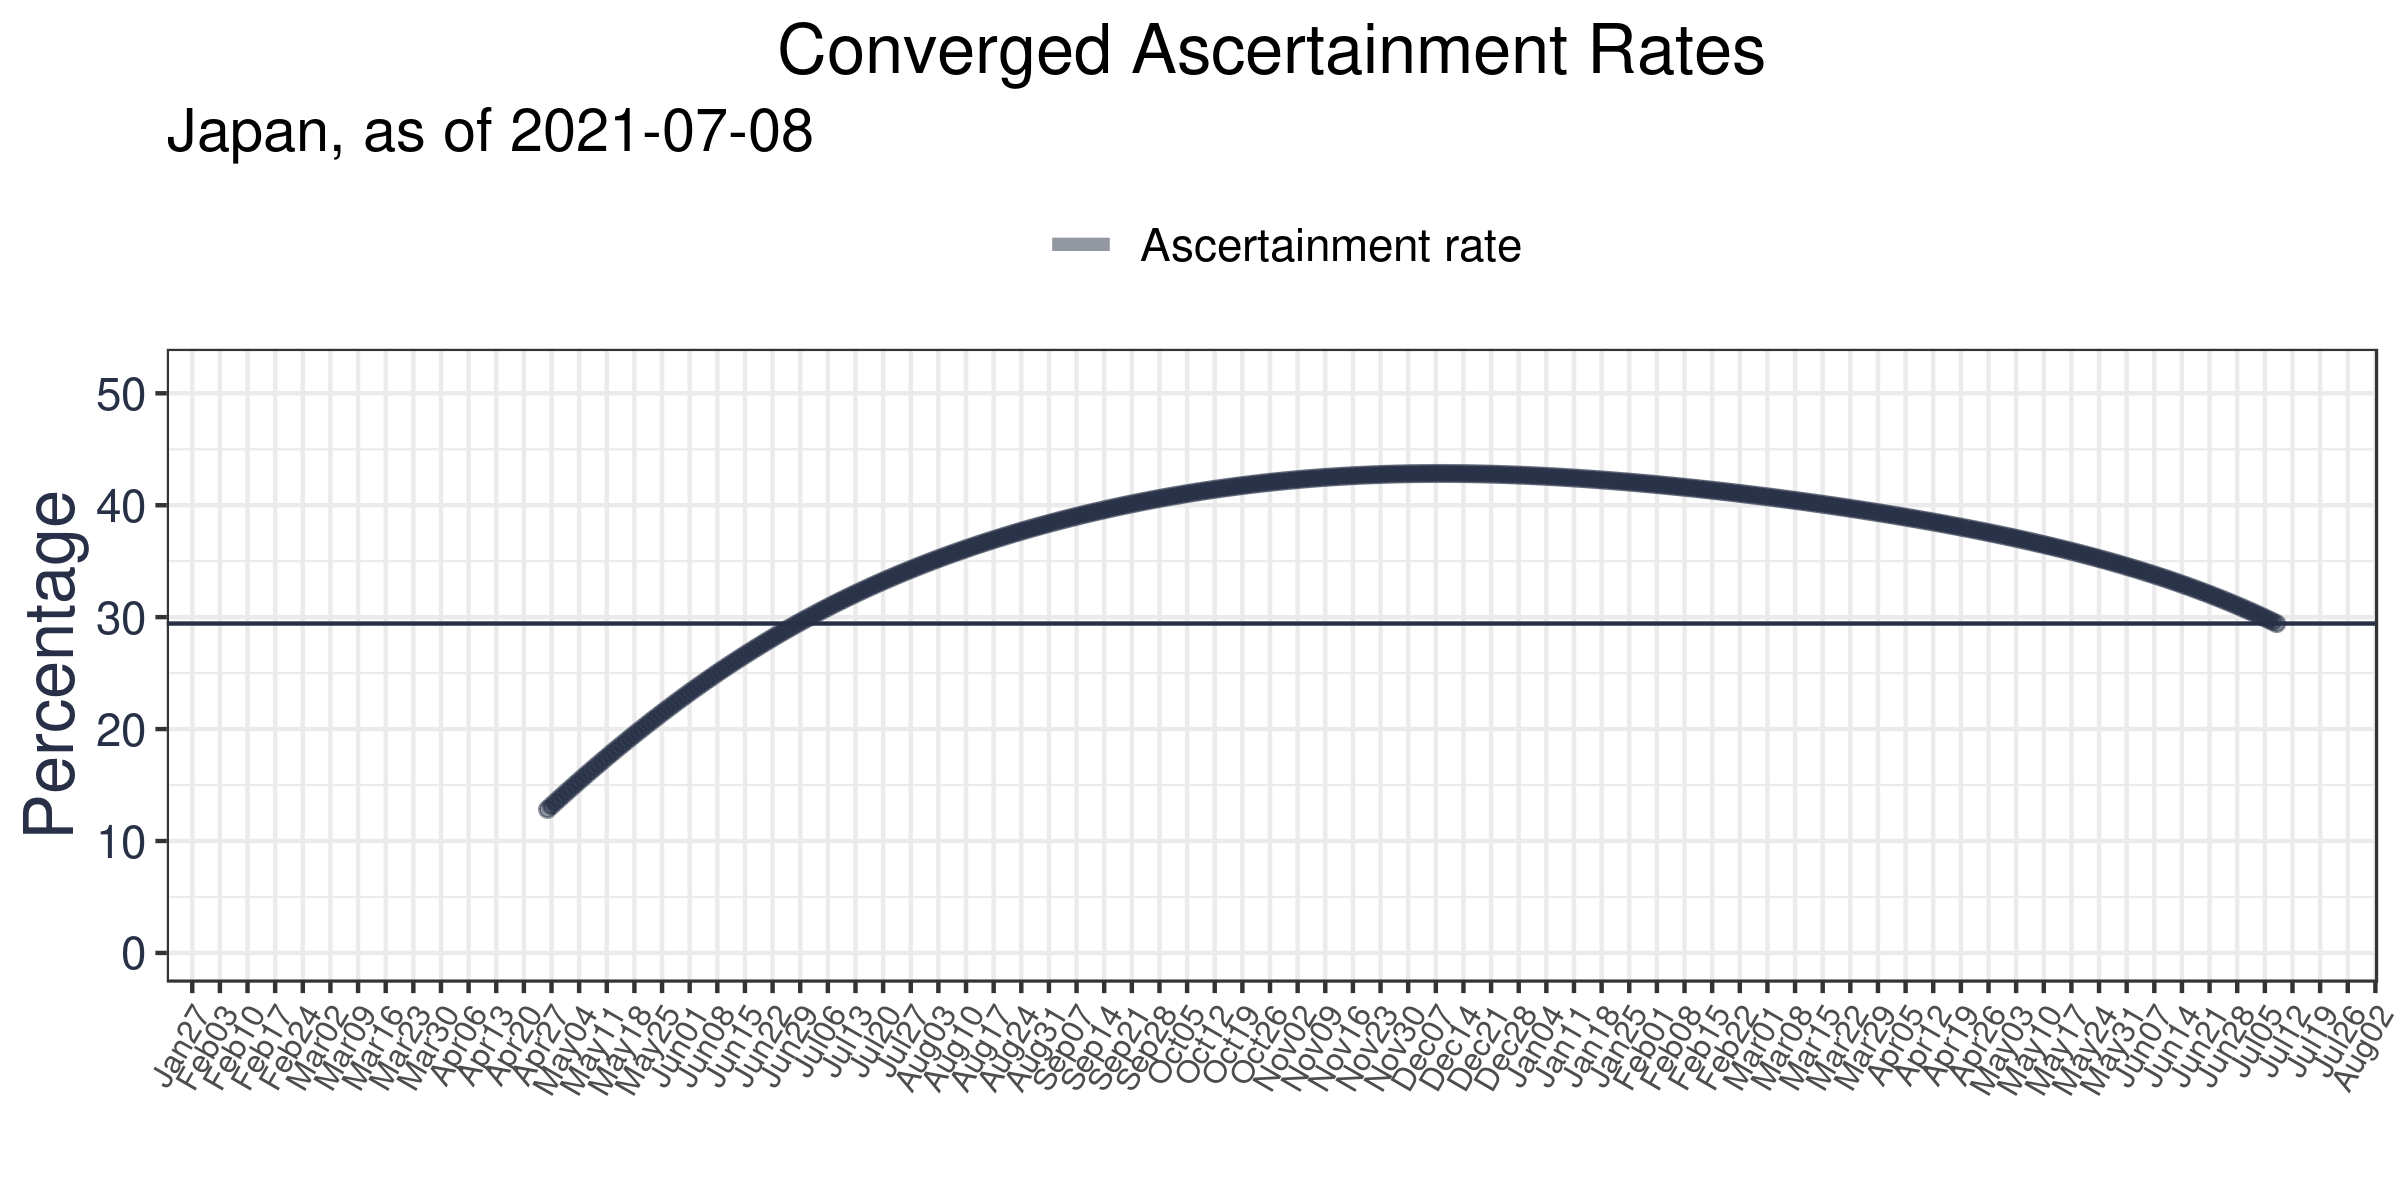 Converged Ascertainment Rates
Japan, as of 2021-07-08
Ascertainment rate
Percentage
50
40
30
20
10
0
Jan27
Feb03
Feb10
Feb17
Feb24
Mar02
Mar09
Mar16
Mar23
Mar30
Apr06
Apr13
Apr20
Apr27
May04
May11
May18
May25
Jun01
Jun08
Jun15
Jun22
Jun29
Jul06
Jul13
Jul20
Jul27
Aug03
Aug10
Aug17
Aug24
Aug31
Sep07
Sep14
Sep21
Sep28
Oct05
Oct12
Oct19
Oct26
Nov02
Nov09
Nov16
Nov23
Nov30
Dec07
Dec14
Dec21
Dec28
Jan04
Jan11
Jan18
Jan25
Feb01
Feb08
Feb15
Feb22
Mar01
Mar08
Mar15
Mar22
Mar29
Apr05
Apr12
Apr19
Apr26
May03
May10
May17
May24
May31
Jun07
Jun14
Jun21
Jun28
Jul05
Jul12
Jul19
Jul26
Aug02